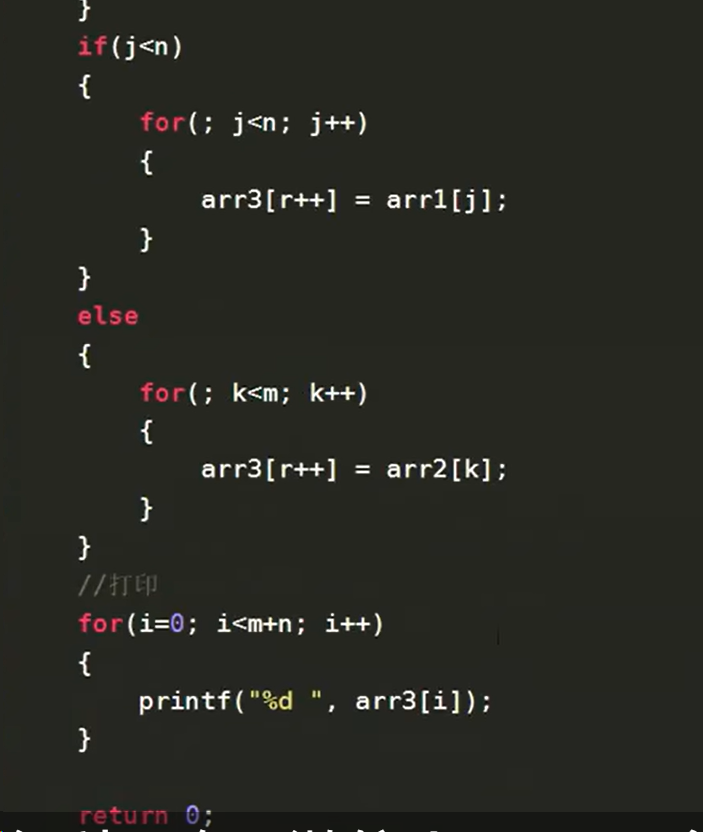 }
if(j<n)
{
for(; j<n; j++)
{
arr3[r++] = arr1[j];
}
}
else
{
for(; k<m; k++)
{
arr3[r++] = arr2[k];
}
}
//打印
for(i=0; i<m+n; i++)
{
printf("%d ", arr3[i]);
}
return 0;